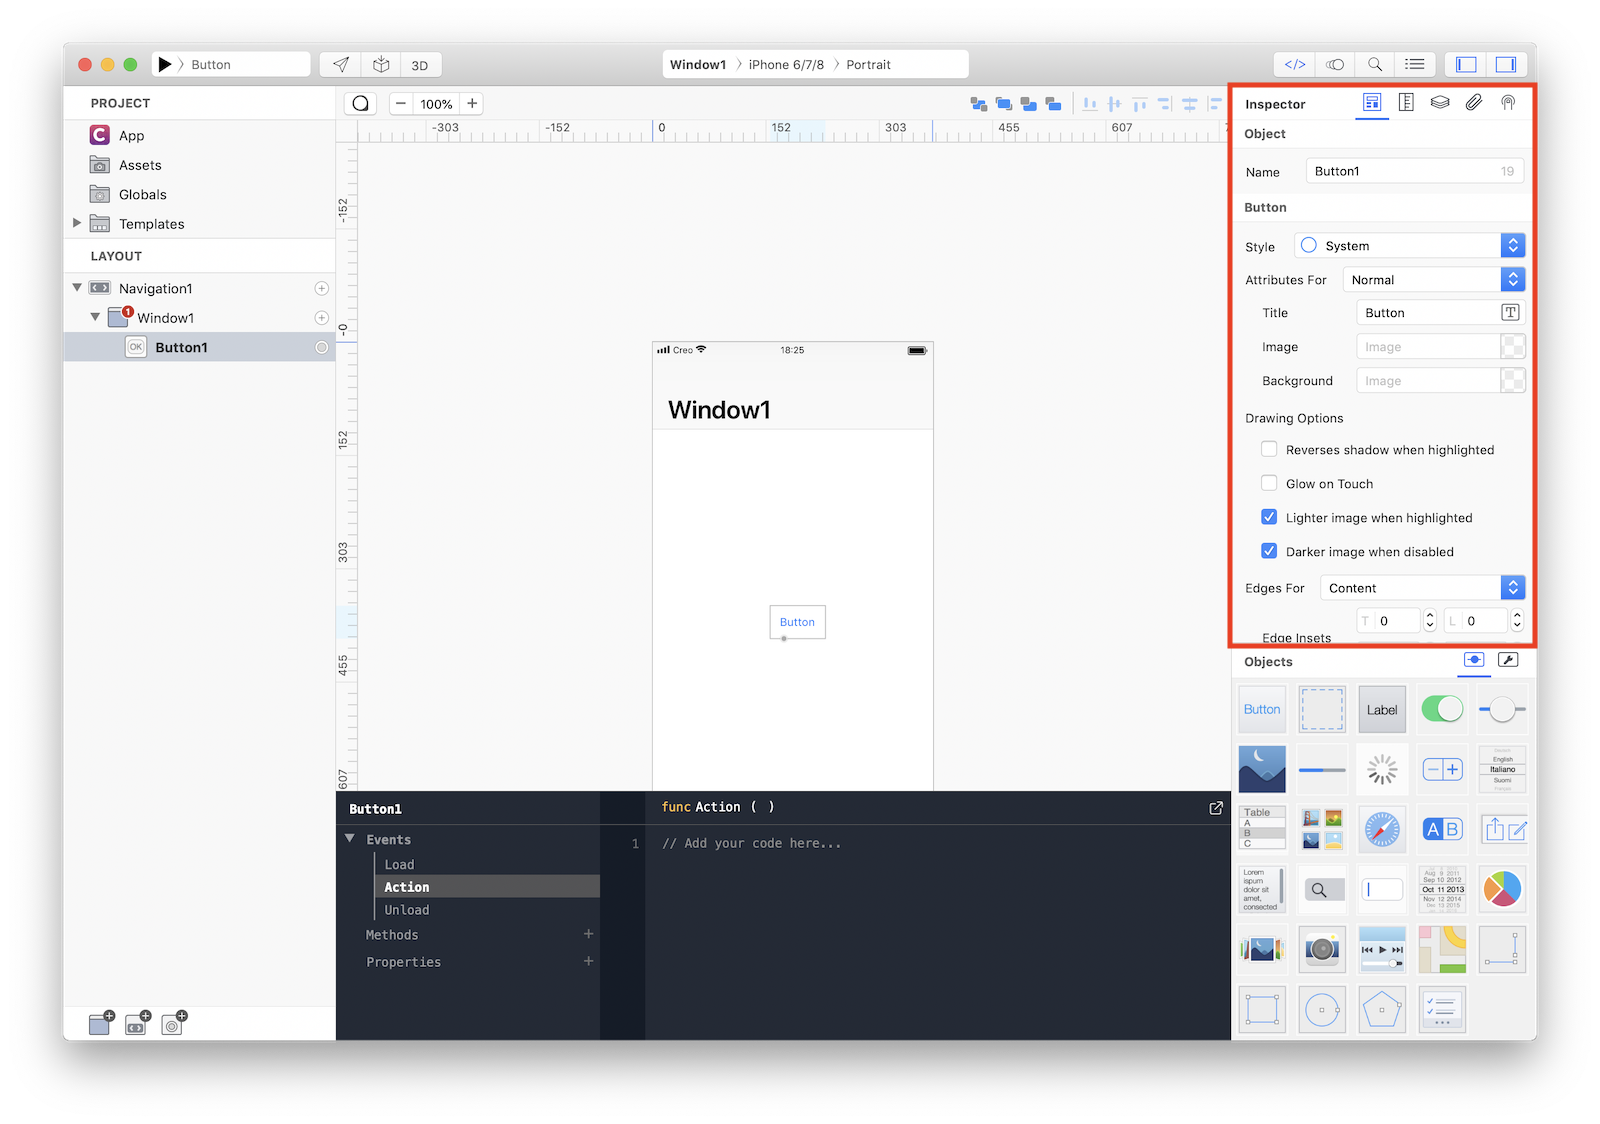 Button
3D
Window1 iPhone 6/7/8 Portrait
PROJECT
App
Assets
Globals
Templates
LAYOUT
Navigation1
1
Window1
OK Button1
100%
-303 -152 0 152 303 455 607
-152
-0
152
303
455
607
Creo 18:25
Window1
Button
Inspector
Object
Name Button1 19
Button
Style System
Attributes For Normal
Title Button T
Image Image
Background Image
Drawing Options
Reverses shadow when highlighted
Glow on Touch
Lighter image when highlighted
Darker image when disabled
Edges For Content
T 0 L 0
Edge Insets
Objects
Button Label
English
Italiano
Suomi
Table
A
B
C
A B
Lorem
ipsum
dolor sit
amet,
consected
Aug 9 2011
Sep 10 2012
Oct 11 2013
Nov 12 2014
Dec 13 2015
Button1
Events
Load
Action
Unload
Methods +
Properties +
func Action ( )
1 // Add your code here...